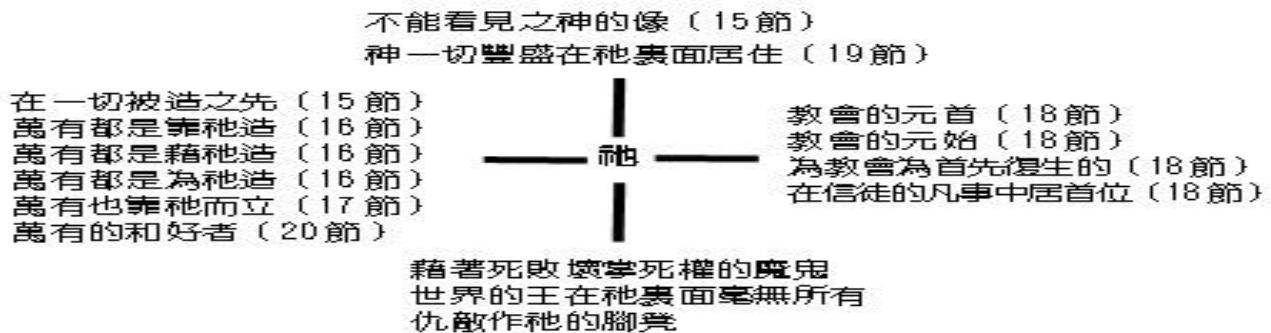 不能看見之神的像（15節）
神一切豐盛在祂裏面居住（19節）
在一切被造之先（15節）
萬有都是靠祂造（16節）
萬有都是藉祂造（16節）
萬有都是為祂造（16節）
萬有也靠祂而立（17節）
萬有的和好者（20節）
祂
教會的元首（18節）
教會的元始（18節）
為教會為首先復生的（18節）
在信徒的凡事中居首位（18節）
藉著死敗壞掌死權的魔鬼
世界的王在祂裏面毫無所有
仇敵作祂的腳凳